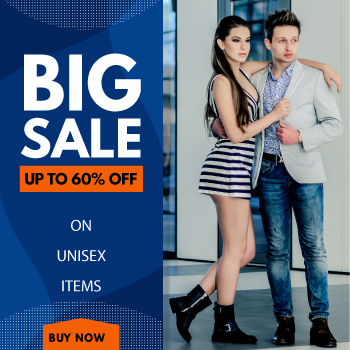 BIG
SALE
UP TO 60% OFF
ON
UNISEX
ITEMS
BUY NOW